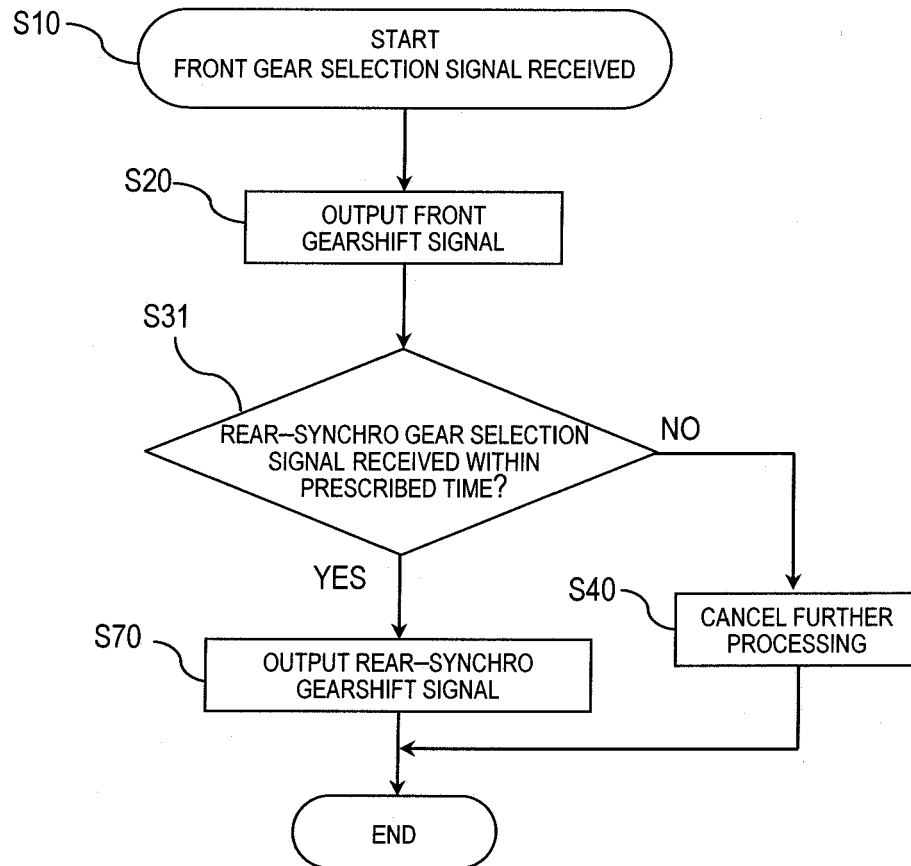 S10
START
FRONT GEAR SELECTION SIGNAL RECEIVED
S20
OUTPUT FRONT
GEARSHIFT SIGNAL
S31
REAR–SYNCHRO GEAR SELECTION
SIGNAL RECEIVED WITHIN
PRESCRIBED TIME?
NO
YES
S40
CANCEL FURTHER
PROCESSING
S70
OUTPUT REAR–SYNCHRO
GEARSHIFT SIGNAL
END